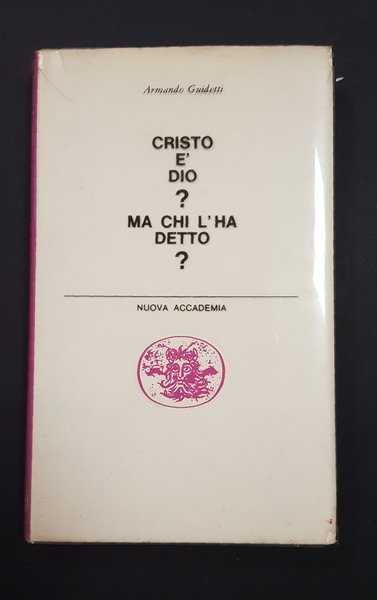 Armando Guidetti
CRISTO
E'
DIO
?
MA CHI L'HA
DETTO
?
NUOVA ACCADEMIA